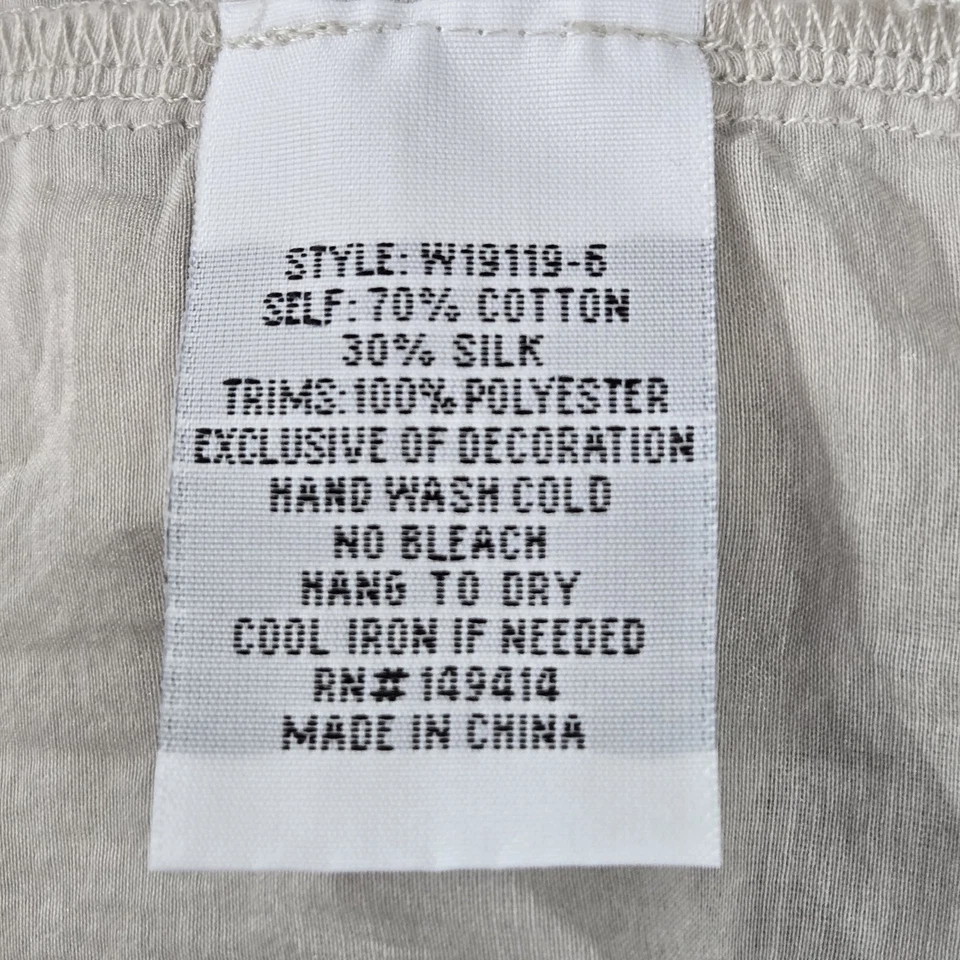 STYLE: W19119-6
SELF: 70% COTTON
30% SILK
TRIMS:100% POLYESTER
EXCLUSIVE OF DECORATION
HAND WASH COLD
NO BLEACH
HANG TO DRY
COOL IRON IF NEEDED
RN# 149414
MADE IN CHINA